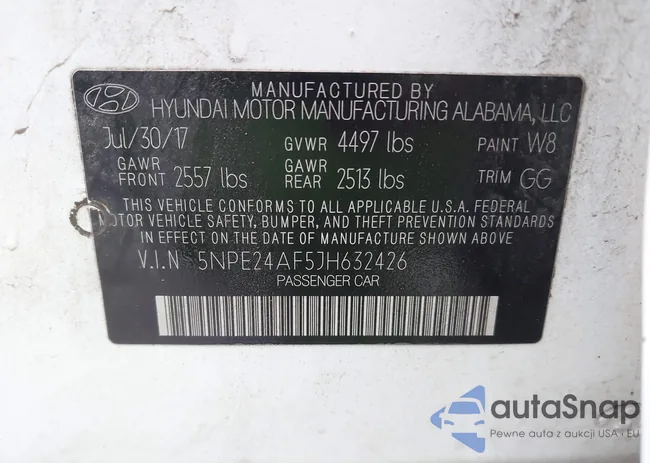 MANUFACTURED BY
HYUNDAI MOTOR MANUFACTURING ALABAMA, LLC
Jul/30/17 GVWR 4497 lbs PAINT W8
GAWR FRONT 2557 lbs GAWR REAR 2513 lbs TRIM GG
THIS VEHICLE CONFORMS TO ALL APPLICABLE U.S.A. FEDERAL
MOTOR VEHICLE SAFETY, BUMPER, AND THEFT PREVENTION STANDARDS
IN EFFECT ON THE DATE OF MANUFACTURE SHOWN ABOVE
V.I.N 5NPE24AF5JH632426
PASSENGER CAR
autoSnap
Pewne auta z aukcji USA i EU